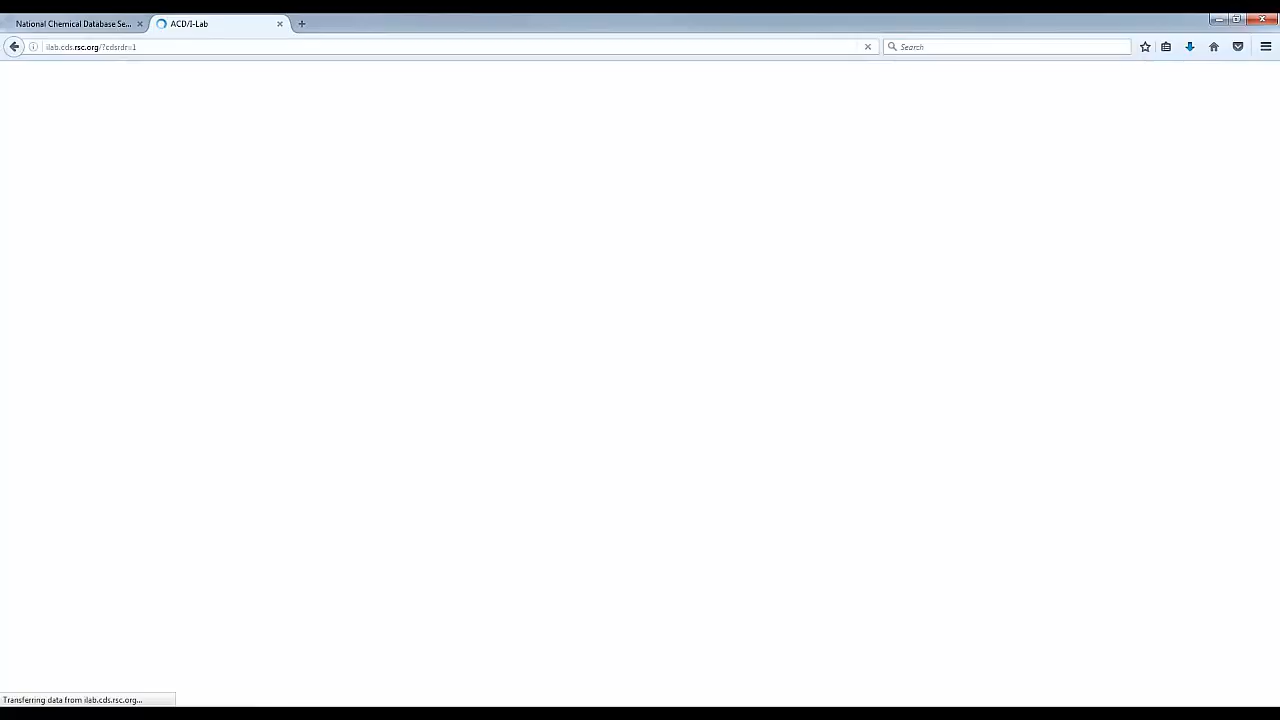 National Chemical Database Se...
ACD/I-Lab
ilab.cds.rsc.org/?cdsrdr=1
Search
Transferring data from ilab.cds.rsc.org...